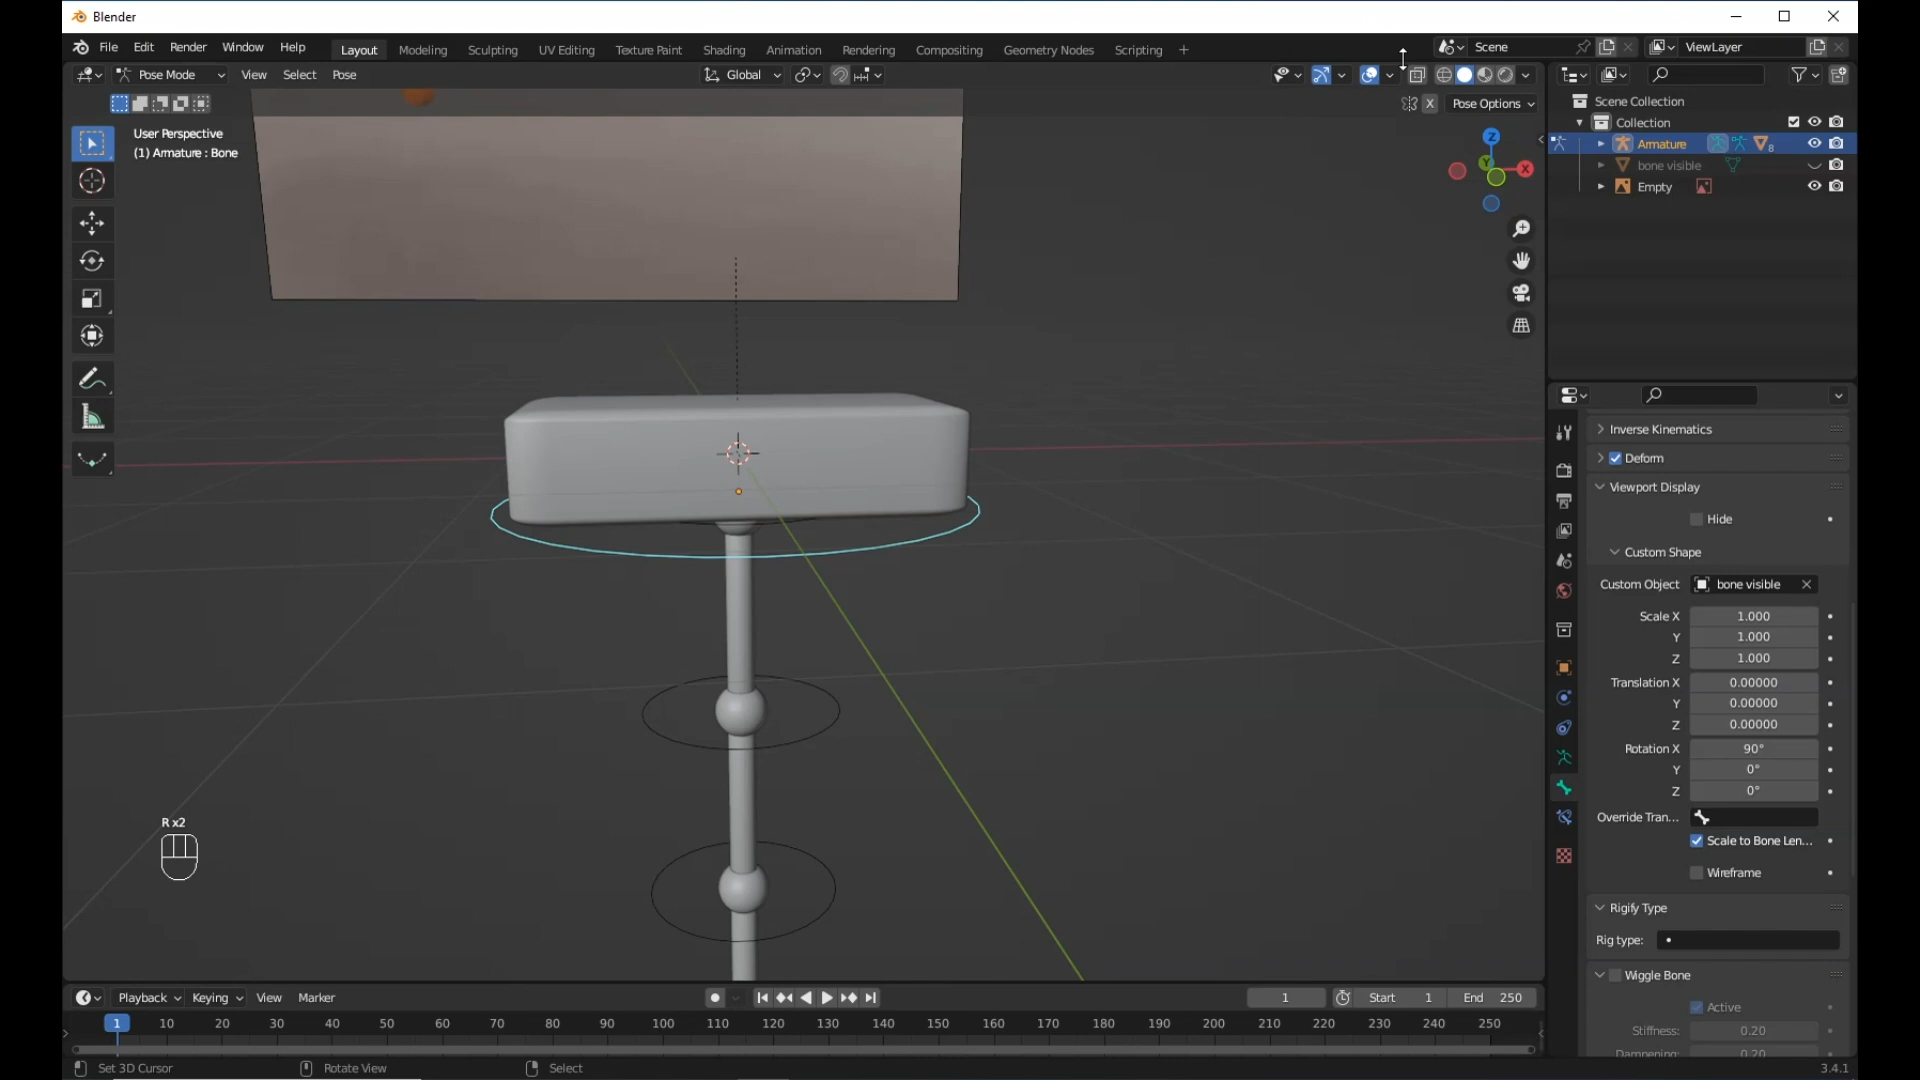 Blender
File Edit Render Window Help Layout Modeling Sculpting UV Editing Texture Paint Shading Animation Rendering Compositing Geometry Nodes Scripting + Scene ViewLayer
Pose Mode View Select Pose Global
X Pose Options
User Perspective
(1) Armature : Bone
Z
Y
X
Scene Collection
Collection
Armature 8
bone visible
Empty
Inverse Kinematics
Deform
Viewport Display
Hide
Custom Shape
Custom Object bone visible
Scale X 1.000
Y 1.000
Z 1.000
Translation X 0.00000
Y 0.00000
Z 0.00000
Rotation X 90°
Y 0°
Z 0°
Override Tran...
Scale to Bone Len...
Wireframe
Rigify Type
Rig type:
Wiggle Bone
Active
Stiffness: 0.20
Dampening: 0.20
R x2
Playback Keying View Marker 1 Start 1 End 250
1 10 20 30 40 50 60 70 80 90 100 110 120 130 140 150 160 170 180 190 200 210 220 230 240 250
Set 3D Cursor Rotate View Select 3.4.1